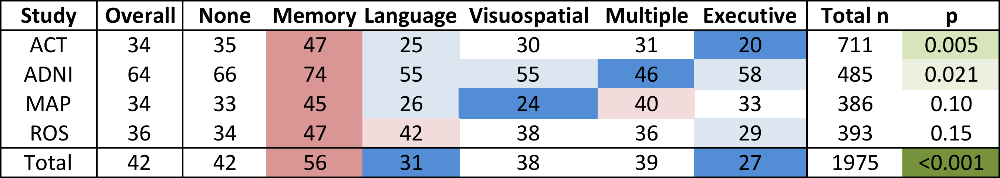 Study Overall None Memory Language Visuospatial Multiple Executive Total n p
ACT 34 35 47 25 30 31 20 711 0.005
ADNI 64 66 74 55 55 46 58 485 0.021
MAP 34 33 45 26 24 40 33 386 0.10
ROS 36 34 47 42 38 36 29 393 0.15
Total 42 42 56 31 38 39 27 1975 <0.001